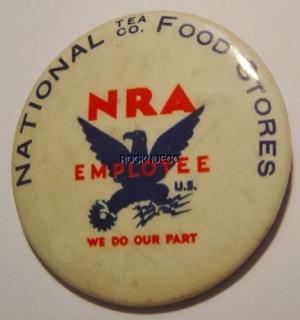 NATIONAL TEA CO. FOOD STORES
NRA
ROCKNDECO
EMPLOYEE
U.S.
WE DO OUR PART